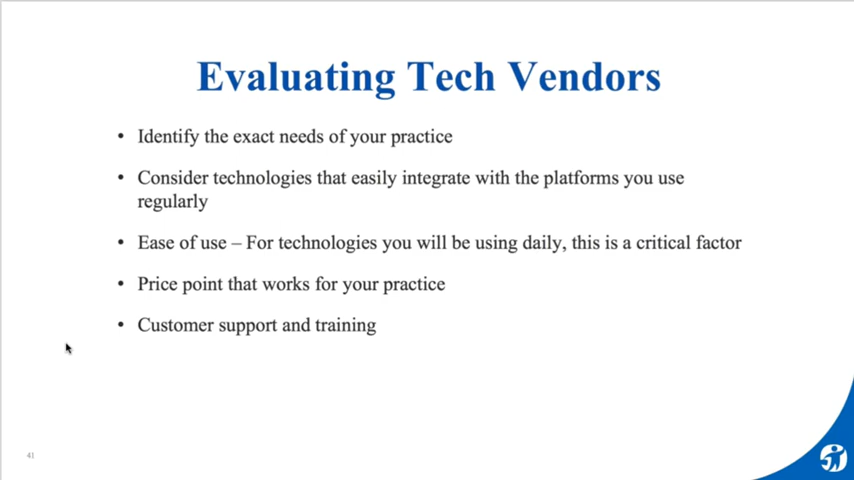 Evaluating Tech Vendors
• Identify the exact needs of your practice
• Consider technologies that easily integrate with the platforms you use
regularly
• Ease of use – For technologies you will be using daily, this is a critical factor
• Price point that works for your practice
• Customer support and training
41